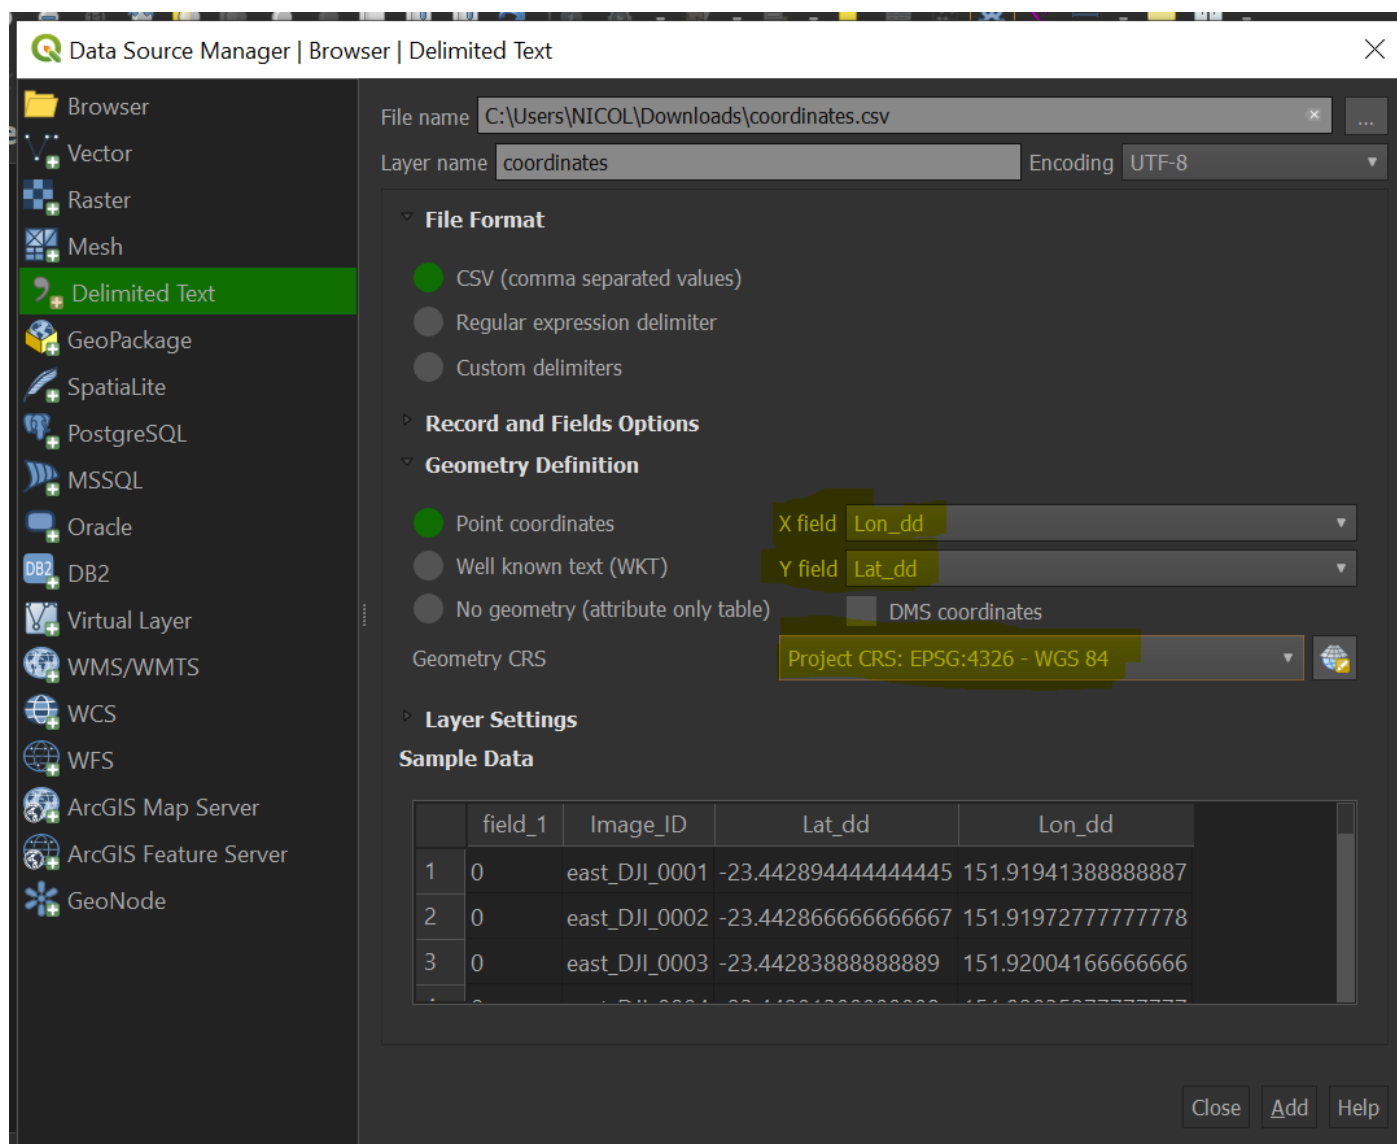 Data Source Manager | Browser | Delimited Text
Browser
Vector
Raster
Mesh
Delimited Text
GeoPackage
SpatiaLite
PostgreSQL
MSSQL
Oracle
DB2 DB2
Virtual Layer
WMS/WMTS
WCS
WFS
ArcGIS Map Server
ArcGIS Feature Server
GeoNode
File name C:\Users\NICOL\Downloads\coordinates.csv ...
Layer name coordinates Encoding UTF-8
File Format
CSV (comma separated values)
Regular expression delimiter
Custom delimiters
Record and Fields Options
Geometry Definition
Point coordinates X field Lon_dd
Well known text (WKT) Y field Lat_dd
No geometry (attribute only table) DMS coordinates
Geometry CRS Project CRS: EPSG:4326 - WGS 84
Layer Settings
Sample Data
field_1 Image_ID Lat_dd Lon_dd
1 0 east_DJI_0001 -23.442894444444445 151.91941388888887
2 0 east_DJI_0002 -23.442866666666667 151.91972777777778
3 0 east_DJI_0003 -23.44283888888889 151.92004166666666
Close Add Help